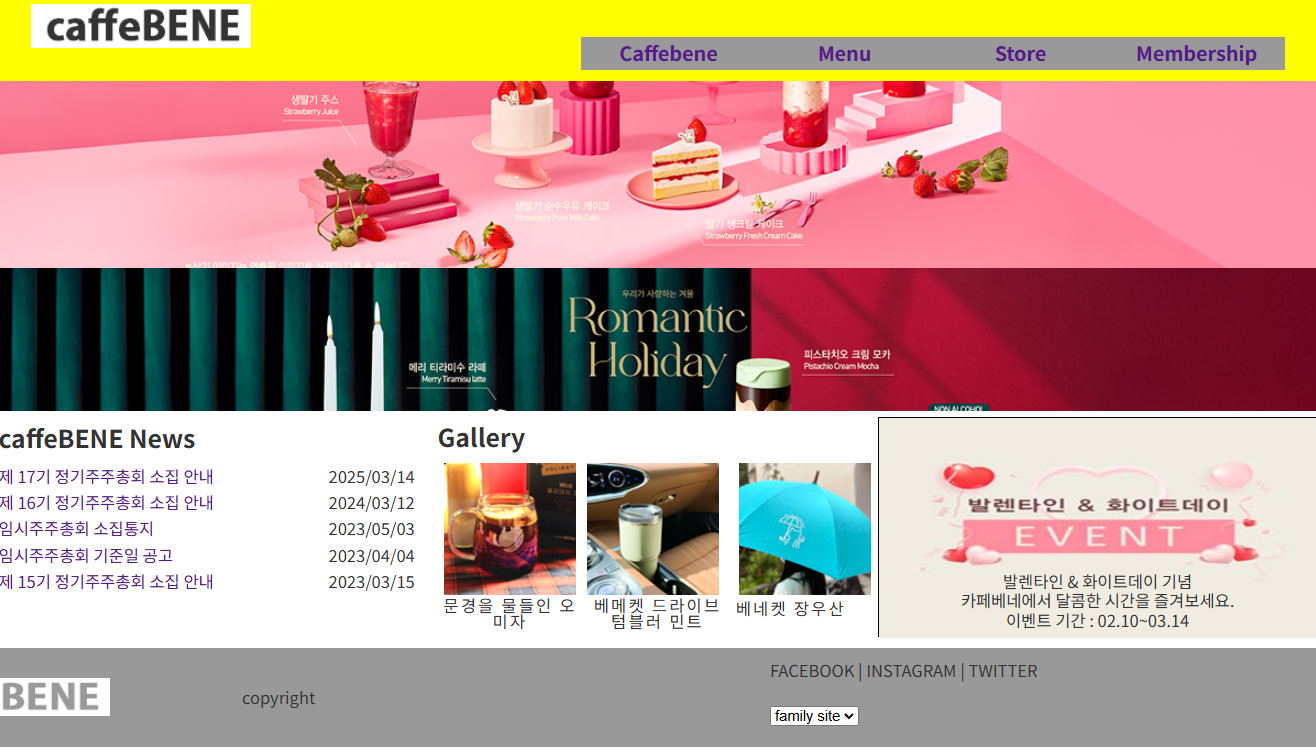 caffeBENE
Caffebene
Menu
Store
Membership
생딸기 주스
Strawberry Juice
생딸기 순수우유 케이크
Strawberry Pure Milk Cake
딸기 생크림 케이크
Strawberry Fresh Cream Cake
우리가 사랑하는 겨울
Romantic
Holiday
메리 티라미수 라떼
Merry Tiramisu latte
피스타치오 크림 모카
Pistachio Cream Mocha
NON ALCOHOL
caffeBENE News
제 17기 정기주주총회 소집 안내 2025/03/14
제 16기 정기주주총회 소집 안내 2024/03/12
임시주주총회 소집통지 2023/05/03
임시주주총회 기준일 공고 2023/04/04
제 15기 정기주주총회 소집 안내 2023/03/15
Gallery
문경을 물들인 오
미자
베메켓 드라이브
텀블러 민트
베네켓 장우산
발렌타인 & 화이트데이
EVENT
발렌타인 & 화이트데이 기념
카페베네에서 달콤한 시간을 즐겨보세요.
이벤트 기간 : 02.10~03.14
BENE
copyright
FACEBOOK | INSTAGRAM | TWITTER
family site